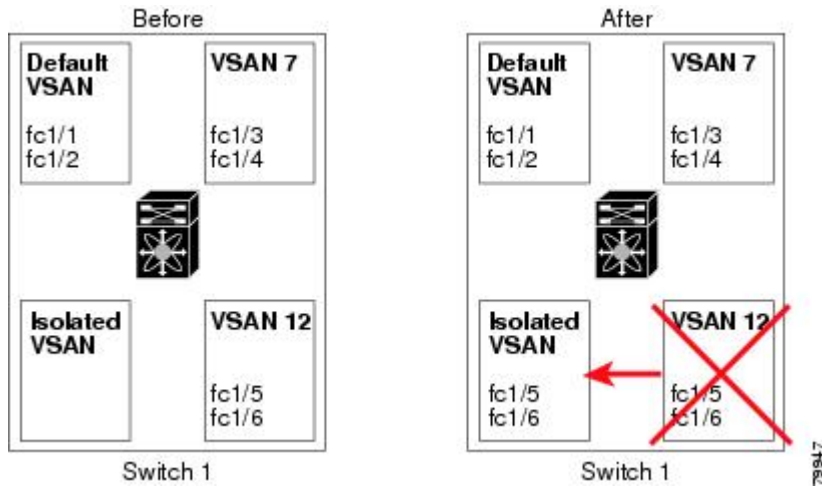 Before
Default
VSAN
fc1/1
fc1/2
VSAN 7
fc1/3
fc1/4
Isolated
VSAN
VSAN 12
fc1/5
fc1/6
Switch 1
After
Default
VSAN
fc1/1
fc1/2
VSAN 7
fc1/3
fc1/4
Isolated
VSAN
fc1/5
fc1/6
VSAN 12
fc1/5
fc1/6
Switch 1
79947